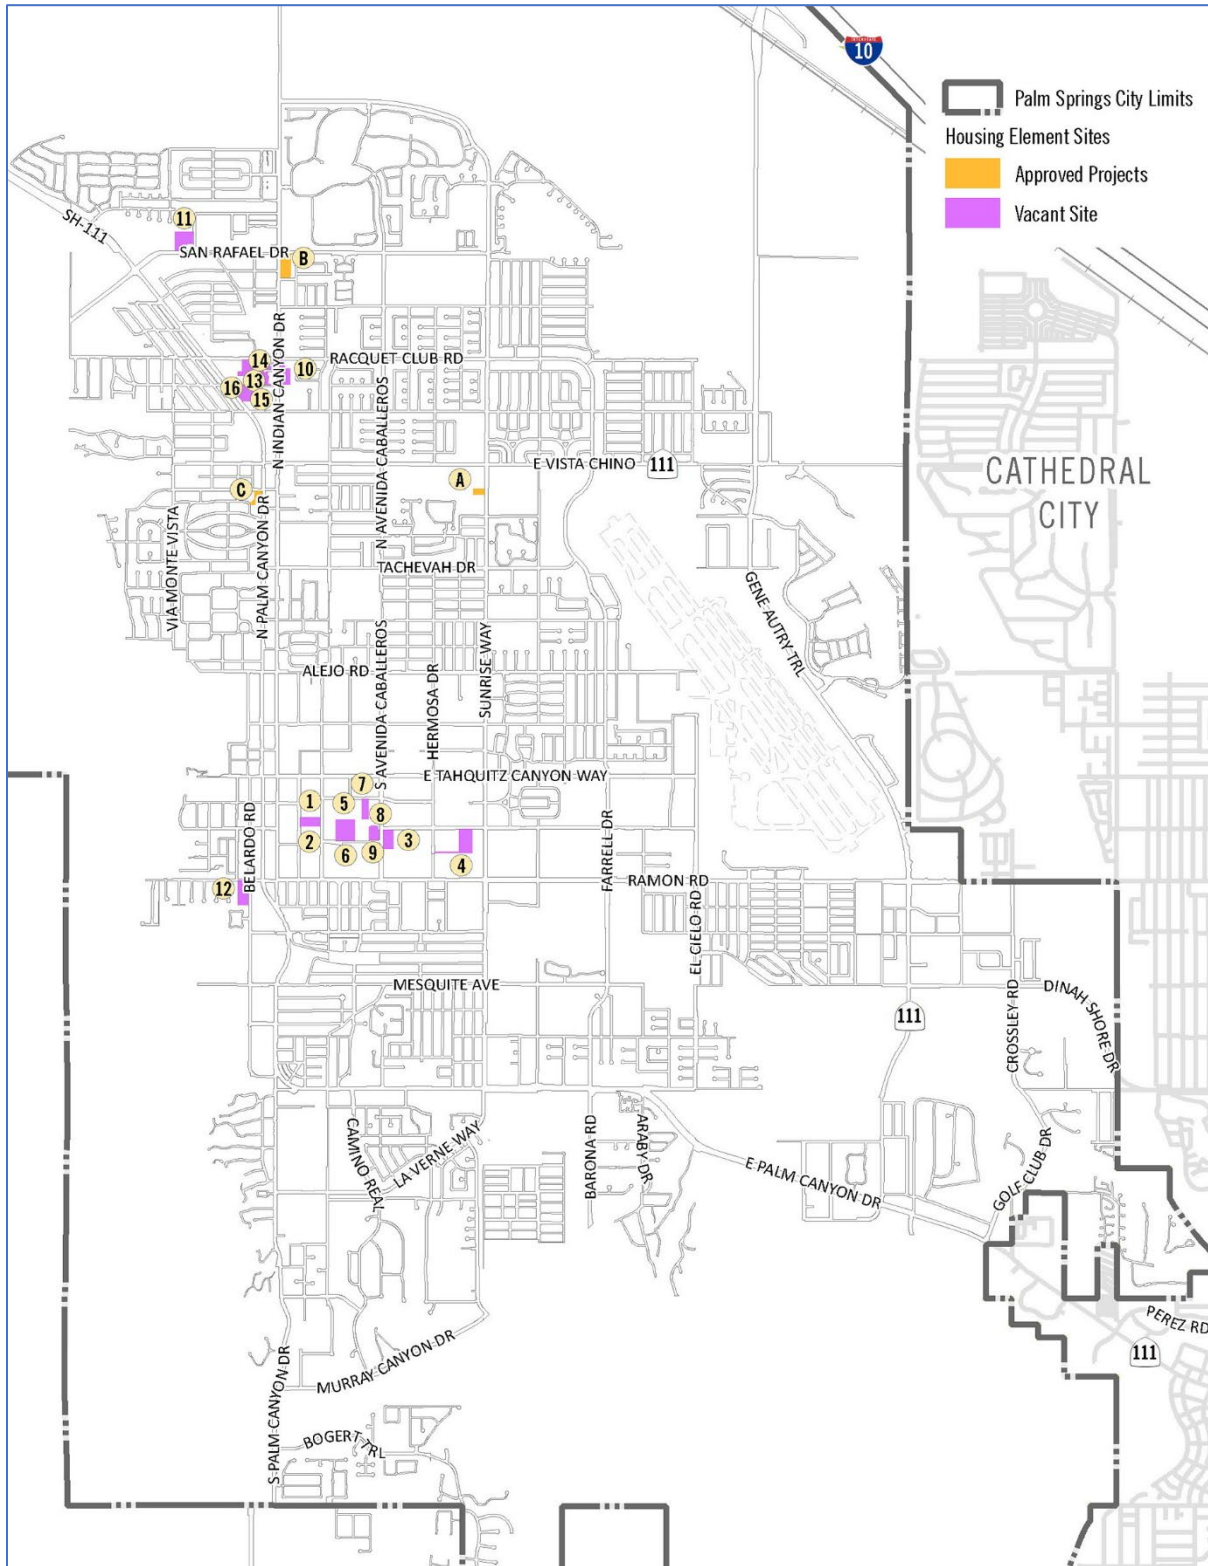 INTERSTATE
10
Palm Springs City Limits
Housing Element Sites
Approved Projects
Vacant Site
SH-111
11
SAN RAFAEL DR
B
N INDIAN CANYON DR
14
10
RACQUET CLUB RD
13
16
15
N AVENIDA CABALLEROS
E VISTA CHINO
111
A
C
CATHEDRAL
CITY
VIA MONTE VISTA
N PALM CANYON DR
TACHEVAH DR
GENE AUTRY TRL
ALEJO RD
S AVENIDA CABALLEROS
HERMOSA DR
SUNRISE WAY
E TAHQUITZ CANYON WAY
7
1
5
8
2
6
9
3
4
BELARDO RD
12
FARRELL DR
RAMON RD
EL CIELO RD
MESQUITE AVE
111
CROSSLEY RD
DINAH SHORE DR
CAMINO REAL
LA VERNE WAY
BARONA RD
ARABY DR
E PALM CANYON DR
GOLF CLUB DR
PEREZ RD
111
S PALM CANYON DR
MURRAY CANYON DR
BOGERT TRL